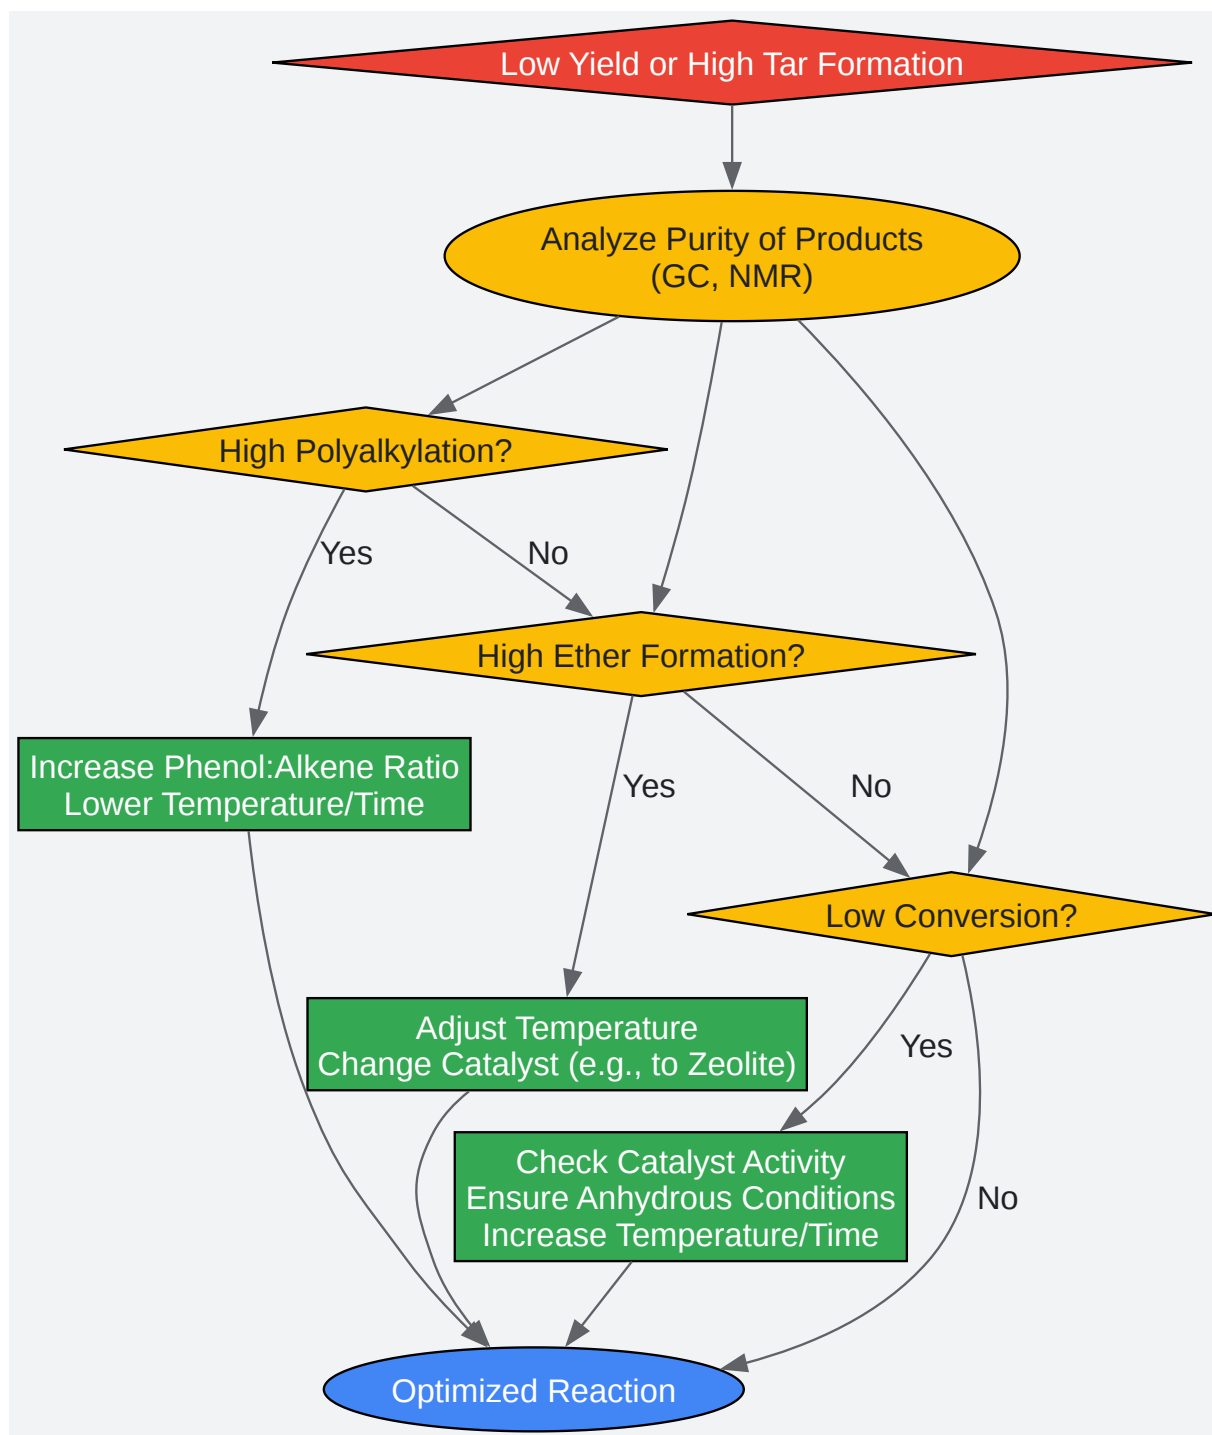 Low Yield or High Tar Formation
Analyze Purity of Products
(GC, NMR)
High Polyalkylation?
Yes
No
High Ether Formation?
Increase Phenol:Alkene Ratio
Lower Temperature/Time
Yes
No
Low Conversion?
Adjust Temperature
Change Catalyst (e.g., to Zeolite)
Yes
Check Catalyst Activity
Ensure Anhydrous Conditions
Increase Temperature/Time
No
Optimized Reaction